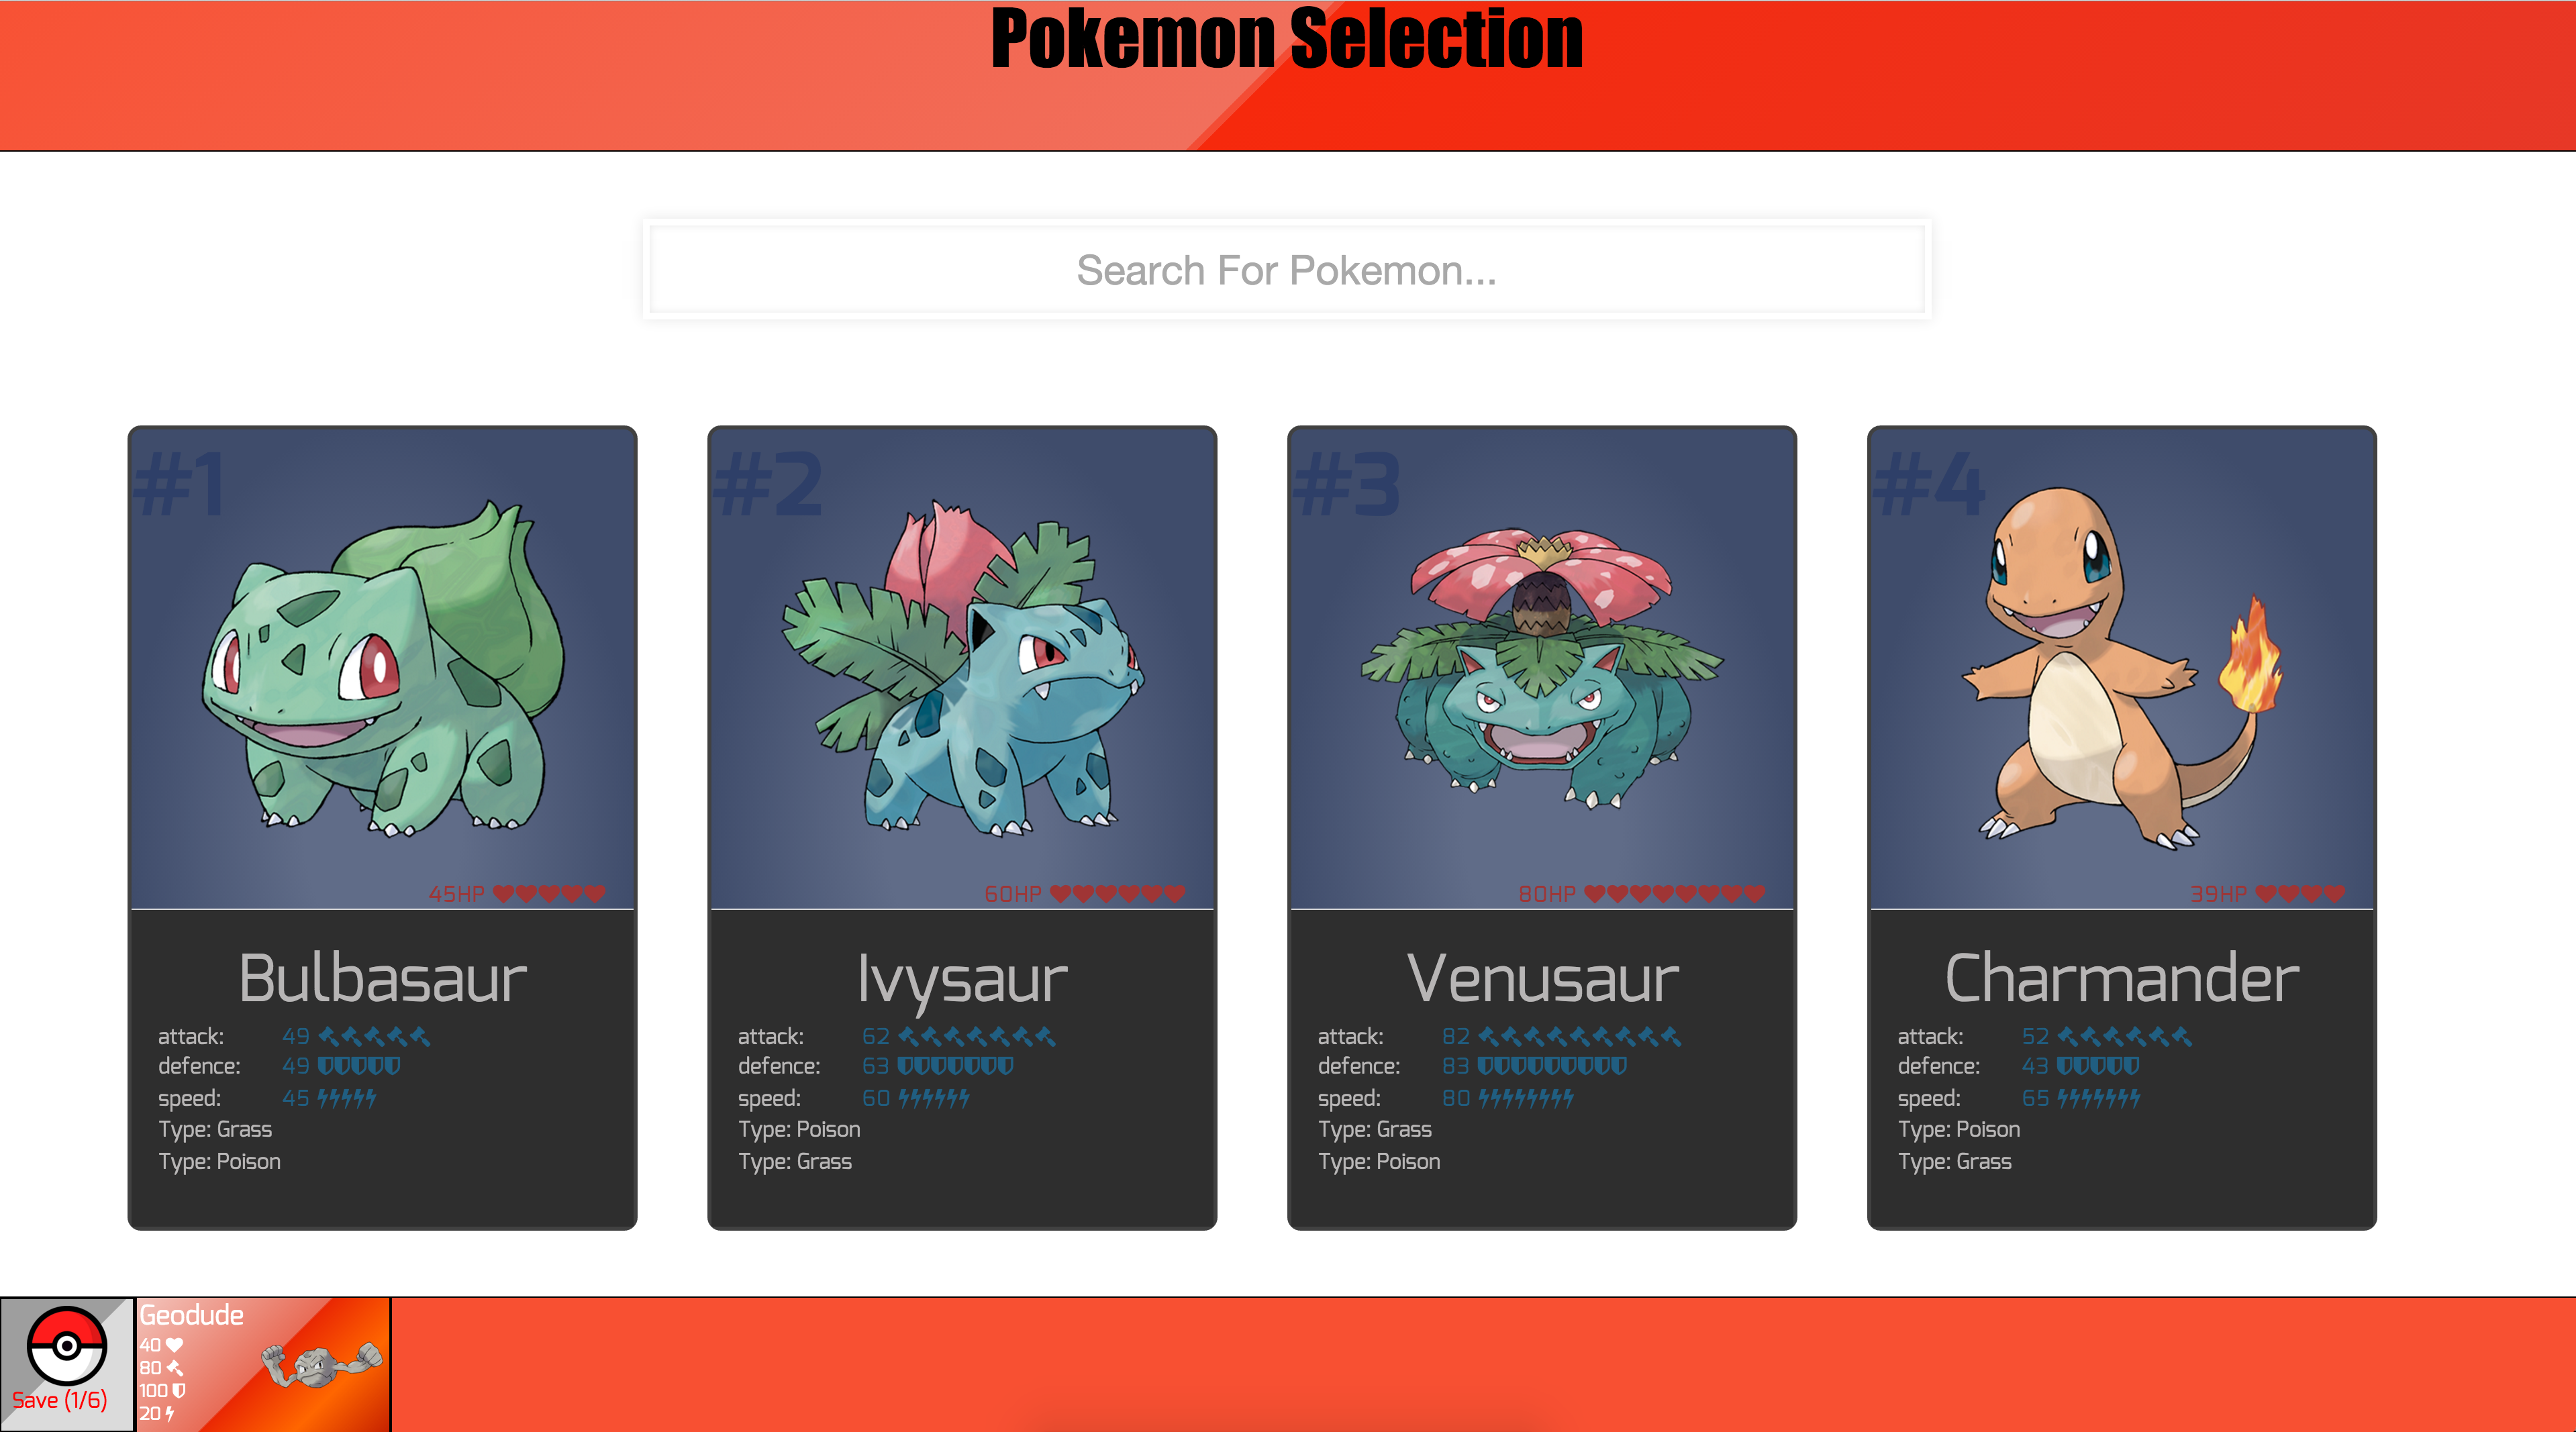 Pokemon Selection
Search For Pokemon...
#1
45HP
Bulbasaur
attack: 49
defence: 49
speed: 45
Type: Grass
Type: Poison
#2
60HP
Ivysaur
attack: 62
defence: 63
speed: 60
Type: Poison
Type: Grass
#3
80HP
Venusaur
attack: 82
defence: 83
speed: 80
Type: Grass
Type: Poison
#4
39HP
Charmander
attack: 52
defence: 43
speed: 65
Type: Poison
Type: Grass
Save (1/6)
Geodude
40
80
100
20